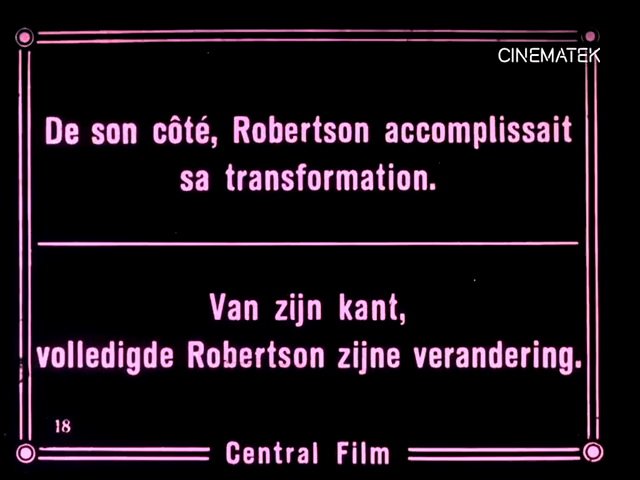 CINEMATEK
De son côté, Robertson accomplissait
sa transformation.
Van zijn kant,
volledigde Robertson zijne verandering.
18
Central Film